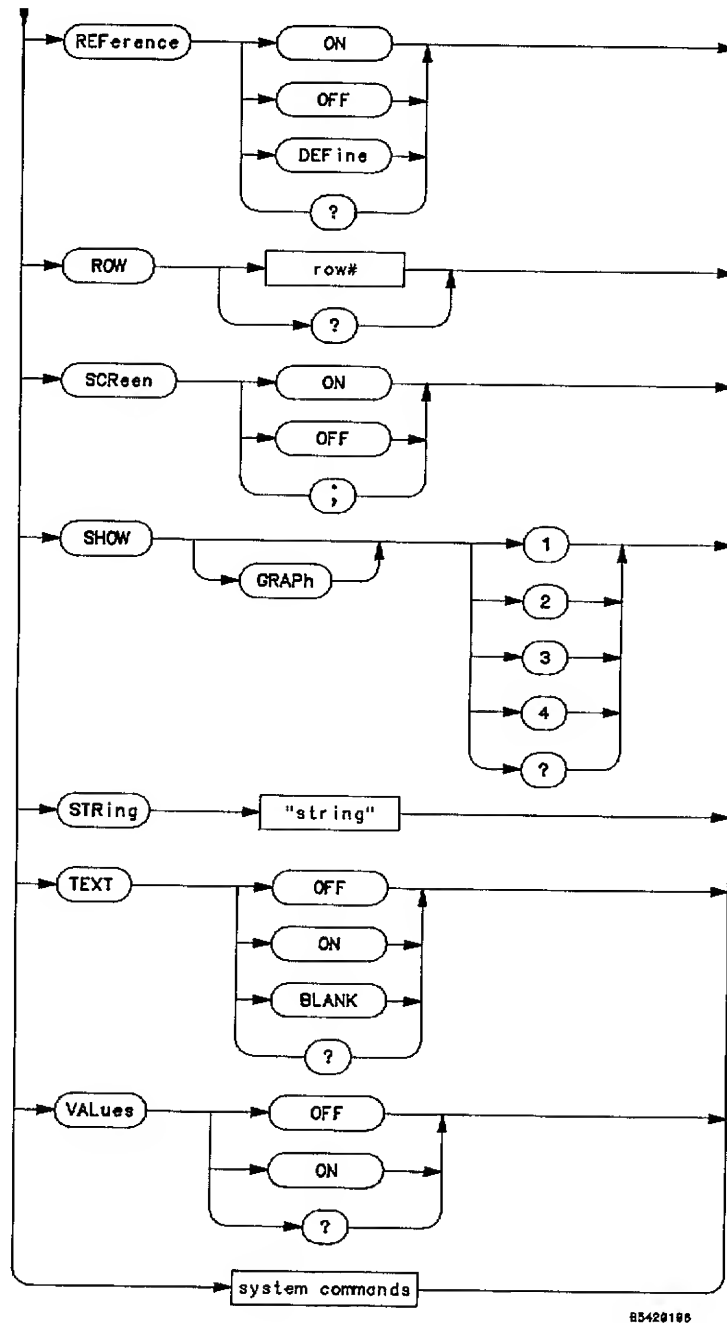 REFerence ON
OFF
DEFine
?
ROW row#
?
SCReen ON
OFF
;
SHOW 1
GRAPh
2
3
4
?
STRing "string"
TEXT OFF
ON
BLANK
?
VALues OFF
ON
?
system commands